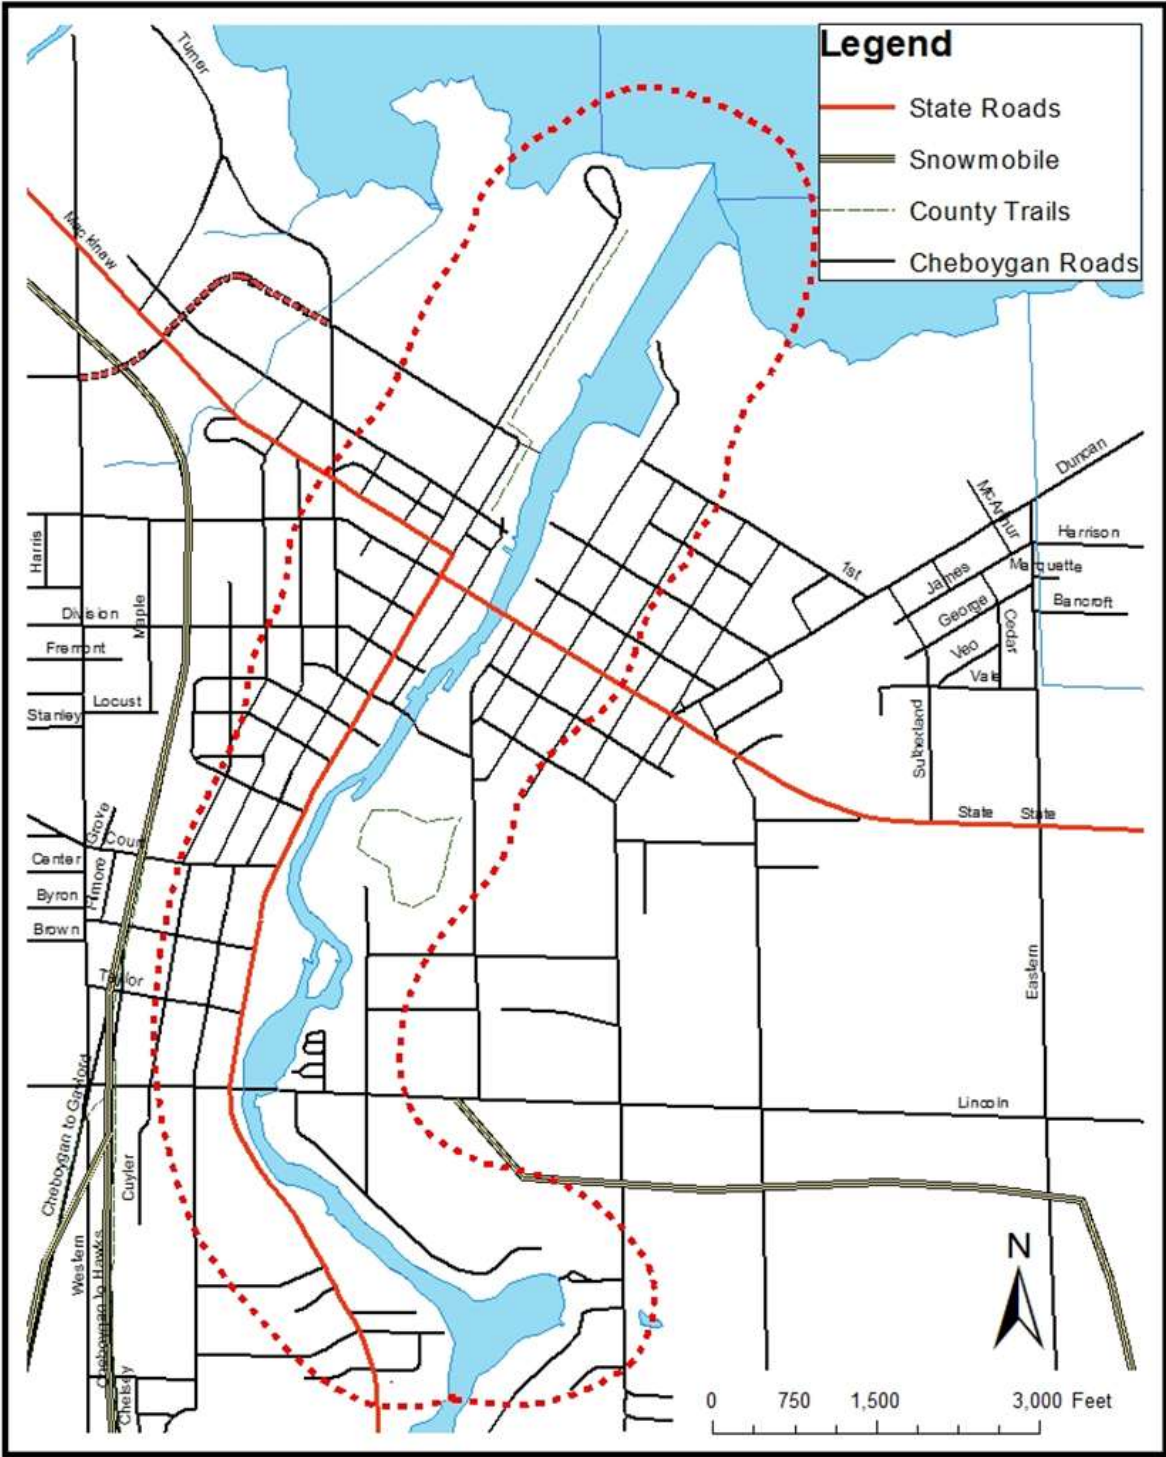 Legend
State Roads
Snowmobile
County Trails
Cheboygan Roads
Turner
Mackinaw
Duncan
McArthur
Harrison
Harris
1st
James
Marquette
George
Bancroft
Division
Maple
Cedar
Fremont
Veo
Vale
Locust
Stanley
Sutherland
Grove
State State
Court
Center
Byron
Brown
Taylor
Eastern
Cheboygan to Gaylord
Lincoln
Cuyler
Western
Cheboygan to Hawks
N
Chelsey
0 750 1,500 3,000 Feet